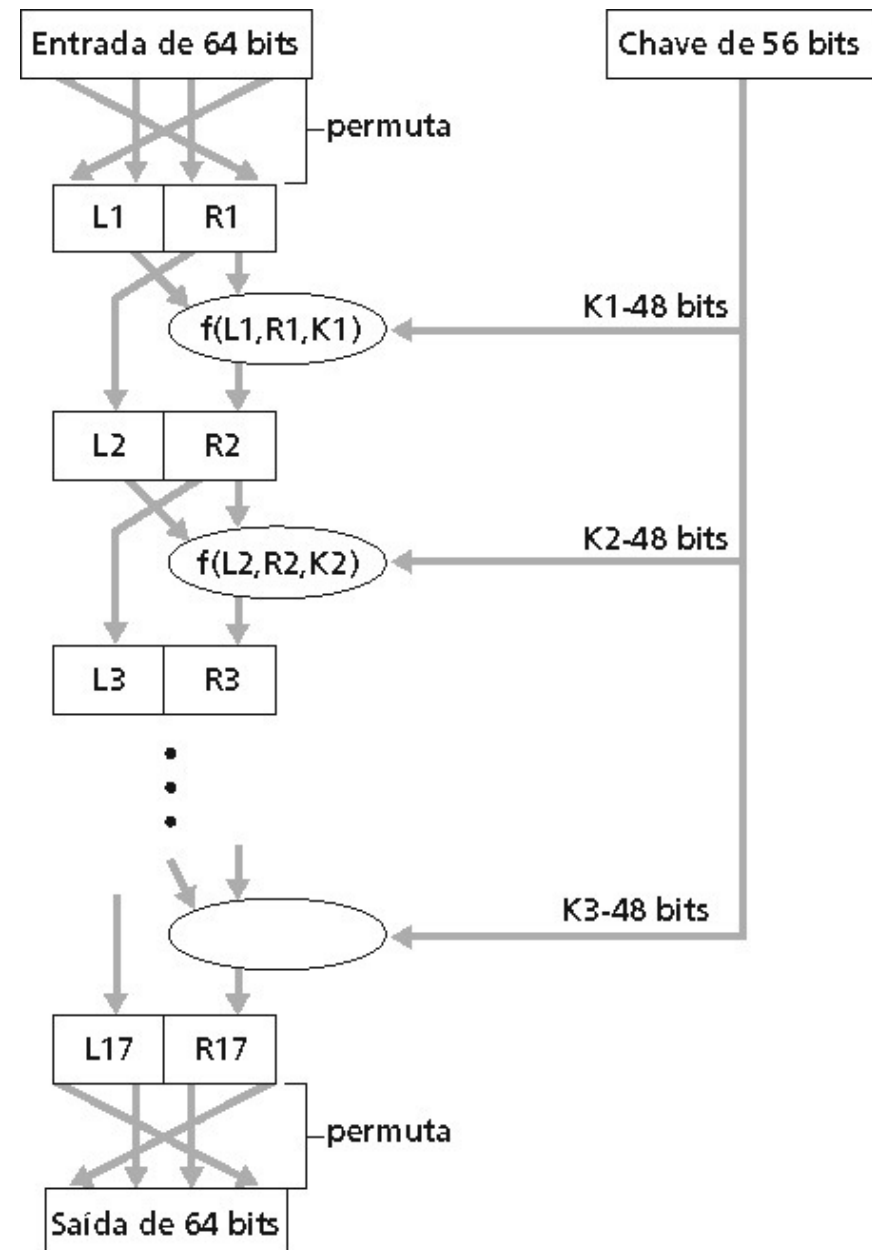 Entrada de 64 bits
Chave de 56 bits
permuta
L1
R1
f(L1,R1,K1)
K1-48 bits
L2
R2
f(L2,R2,K2)
K2-48 bits
L3
R3
K3-48 bits
L17
R17
permuta
Saída de 64 bits